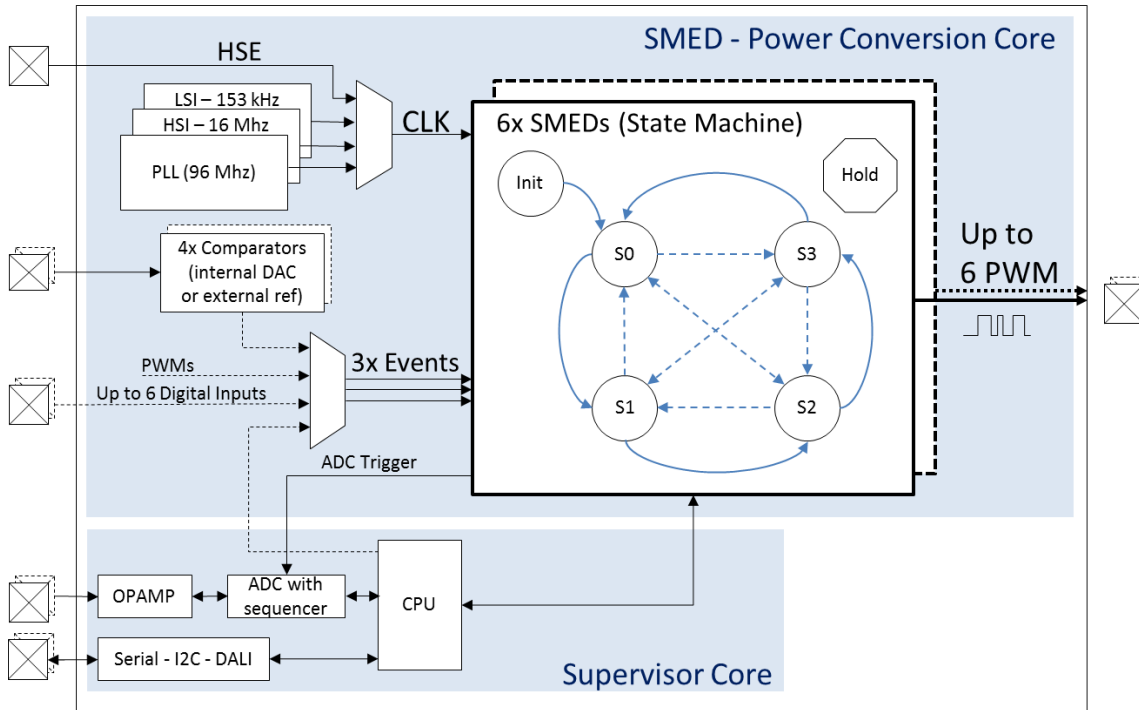 SMED - Power Conversion Core
HSE
LSI – 153 kHz
HSI – 16 Mhz
PLL (96 Mhz)
CLK
6x SMEDs (State Machine)
Init
Hold
S0
S3
S1
S2
4x Comparators
(internal DAC
or external ref)
PWMs
Up to 6 Digital Inputs
3x Events
ADC Trigger
Up to
6 PWM
OPAMP
ADC with
sequencer
CPU
Serial - I2C - DALI
Supervisor Core